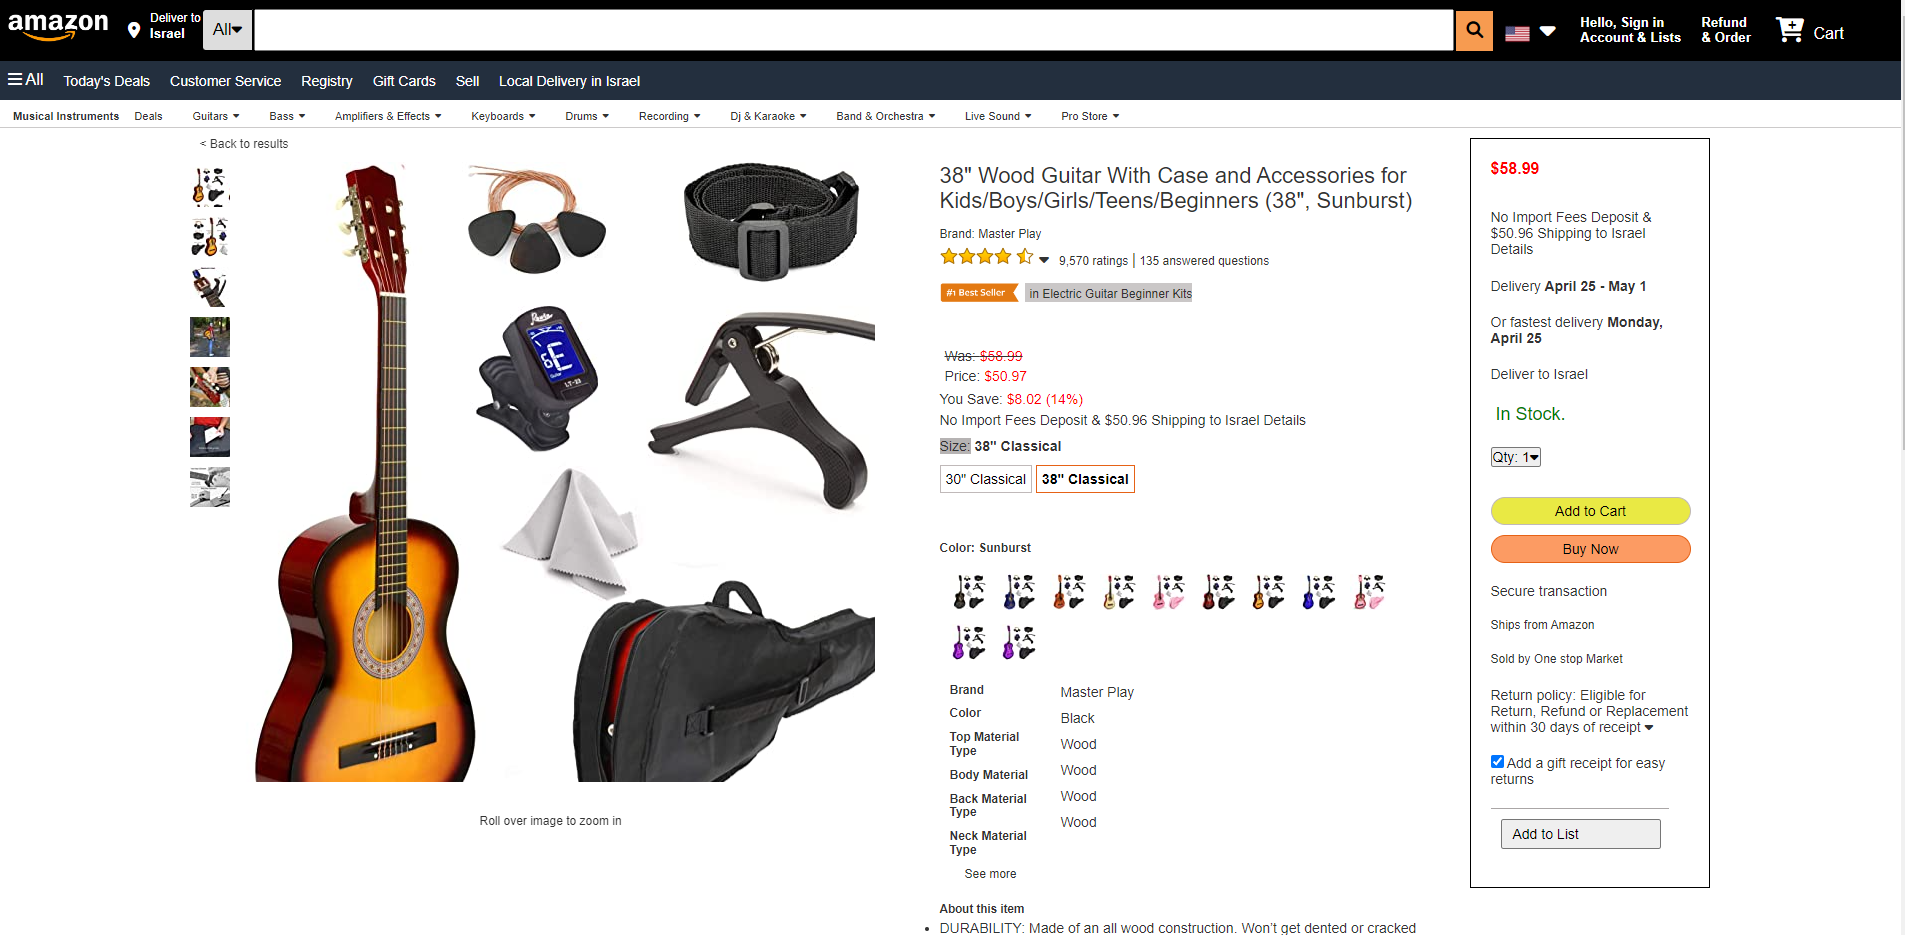 amazon
Deliver to
Israel
All
Hello, Sign in
Account & Lists
Refund
& Order
Cart
All
Today's Deals
Customer Service
Registry
Gift Cards
Sell
Local Delivery in Israel
Musical Instruments
Deals
Guitars
Bass
Amplifiers & Effects
Keyboards
Drums
Recording
Dj & Karaoke
Band & Orchestra
Live Sound
Pro Store
< Back to results
E
LT-23
Roll over image to zoom in
38" Wood Guitar With Case and Accessories for
Kids/Boys/Girls/Teens/Beginners (38", Sunburst)
Brand: Master Play
9,570 ratings | 135 answered questions
#1 Best Seller in Electric Guitar Beginner Kits
Was: $58.99
Price: $50.97
You Save: $8.02 (14%)
No Import Fees Deposit & $50.96 Shipping to Israel Details
Size: 38" Classical
30" Classical
38" Classical
Color: Sunburst
Brand
Master Play
Color
Black
Top Material
Type
Wood
Body Material
Wood
Back Material
Type
Wood
Neck Material
Type
Wood
See more
About this item
• DURABILITY: Made of an all wood construction. Won't get dented or cracked
$58.99
No Import Fees Deposit &
$50.96 Shipping to Israel
Details
Delivery April 25 - May 1
Or fastest delivery Monday,
April 25
Deliver to Israel
In Stock.
Qty: 1
Add to Cart
Buy Now
Secure transaction
Ships from Amazon
Sold by One stop Market
Return policy: Eligible for
Return, Refund or Replacement
within 30 days of receipt
Add a gift receipt for easy
returns
Add to List